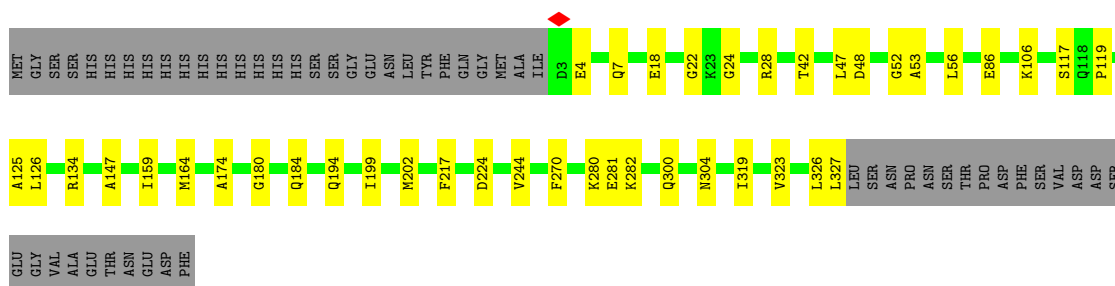 MET GLY SER SER HIS HIS HIS HIS HIS HIS HIS HIS HIS HIS HIS HIS SER SER GLY GLU ASN LEU TYR PHE GLN GLY MET ALA ILE D3 E4 Q7 E18 G22 K23 G24 R28 T42 L47 D48 G52 A53 L56 E86 K106 S117 Q118 P119
A125 L126 R134 A147 I159 M164 A174 G180 Q184 Q194 I199 M202 F217 D224 V244 F270 K280 E281 K282 Q300 N304 I319 V323 L326 L327 LEU SER ASN PRO ASN SER THR PRO ASP PHE SER VAL ASP ASP SER
GLU GLY VAL ALA GLU THR ASN GLU ASP PHE